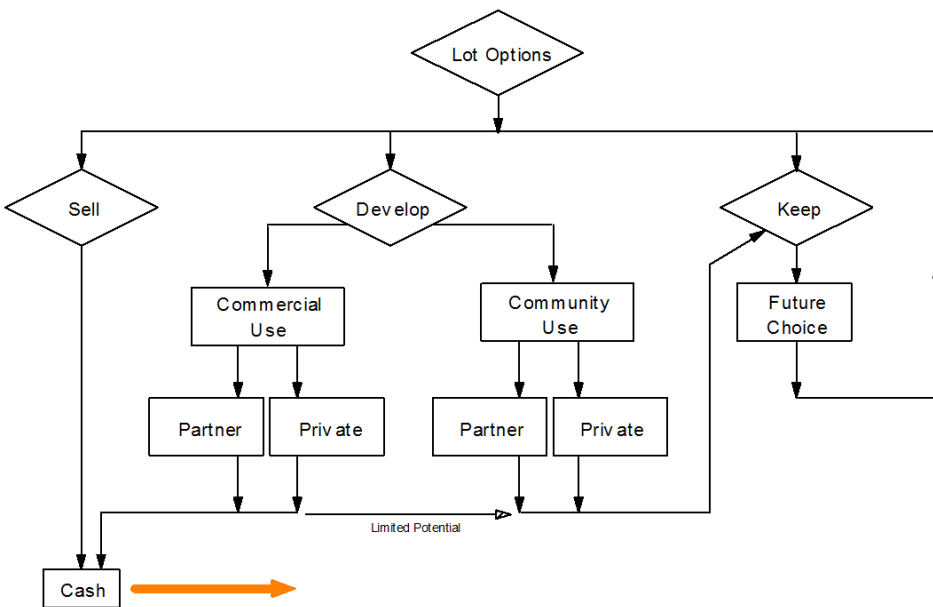 Lot Options
Sell
Develop
Keep
Commercial
Use
Community
Use
Future
Choice
Partner
Private
Partner
Private
Limited Potential
Cash